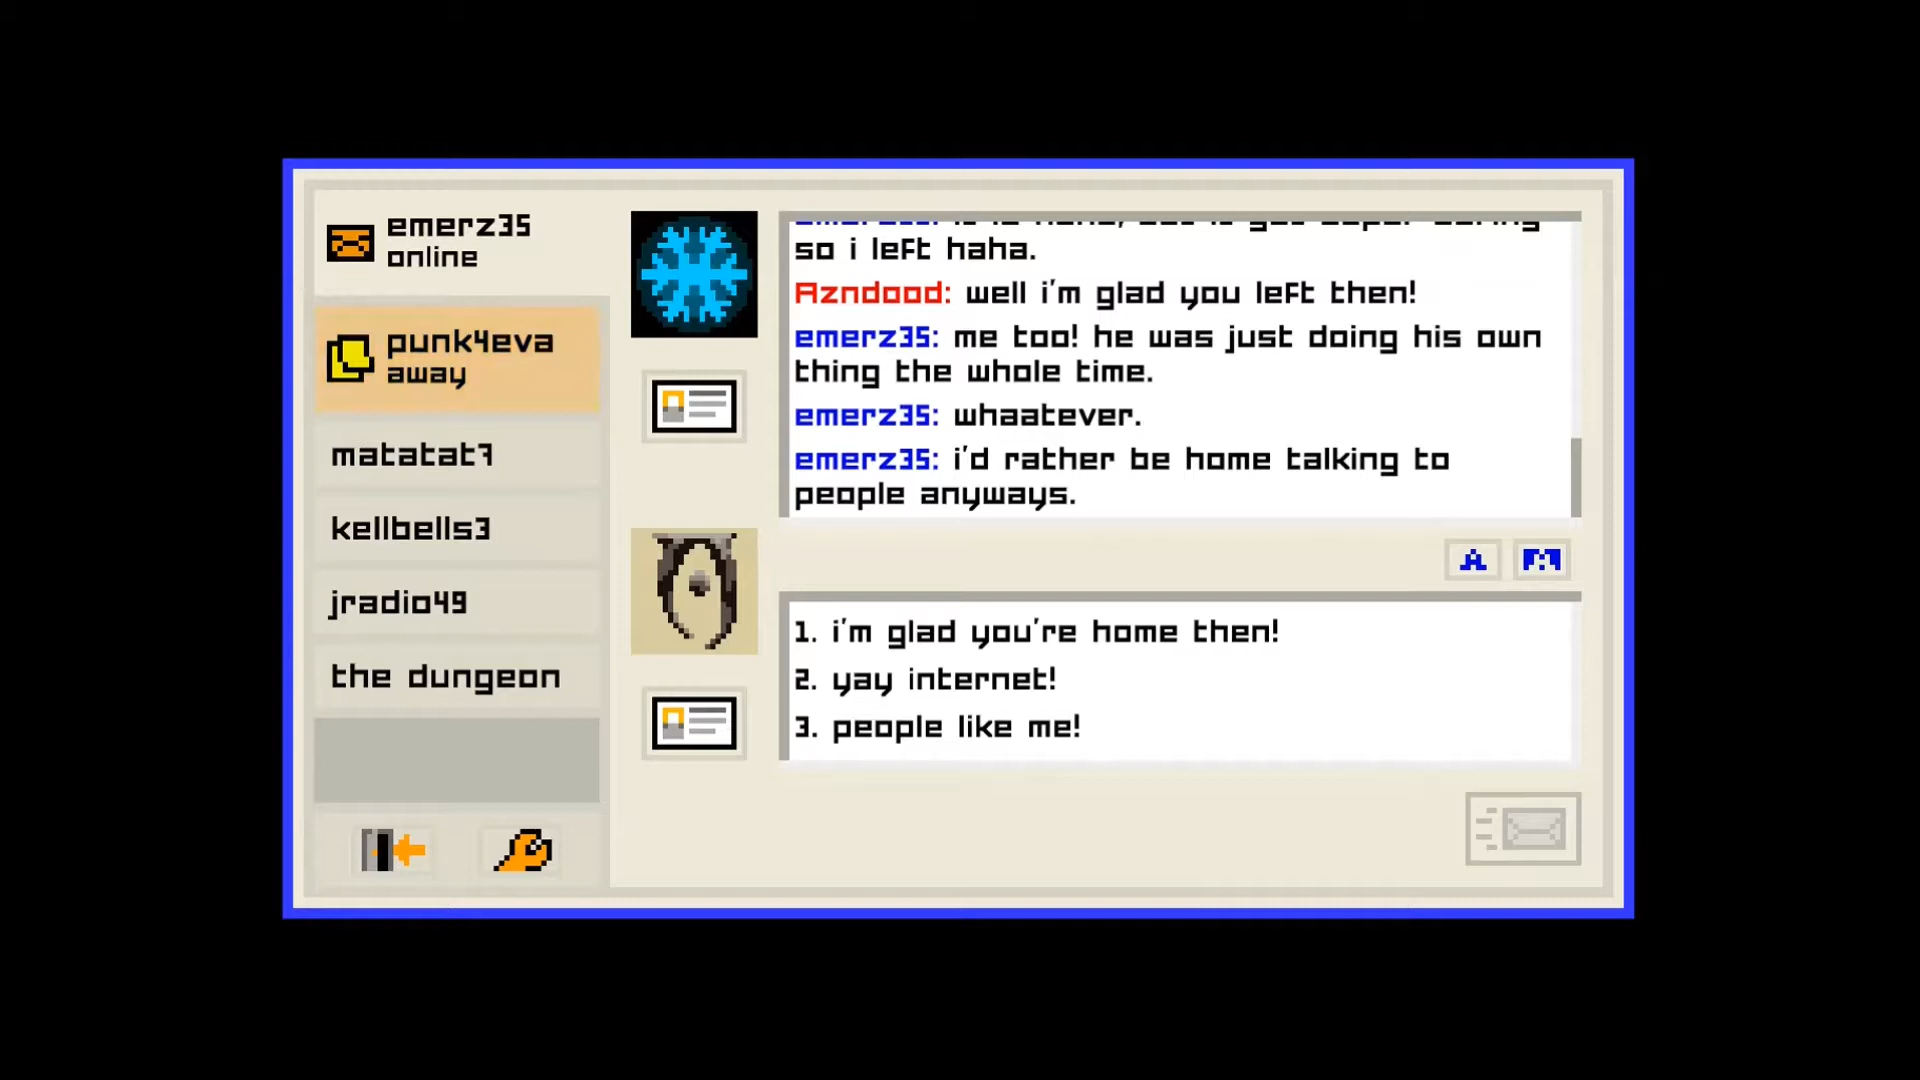 emerz35
online
punk4eva
away
matatat7
kellbells3
jradio49
the dungeon
so i left haha.
Azndood: well i'm glad you left then!
emerz35: me too! he was just doing his own
thing the whole time.
emerz35: whaatever.
emerz35: i'd rather be home talking to
people anyways.
A
1. i'm glad you're home then!
2. yay internet!
3. people like me!